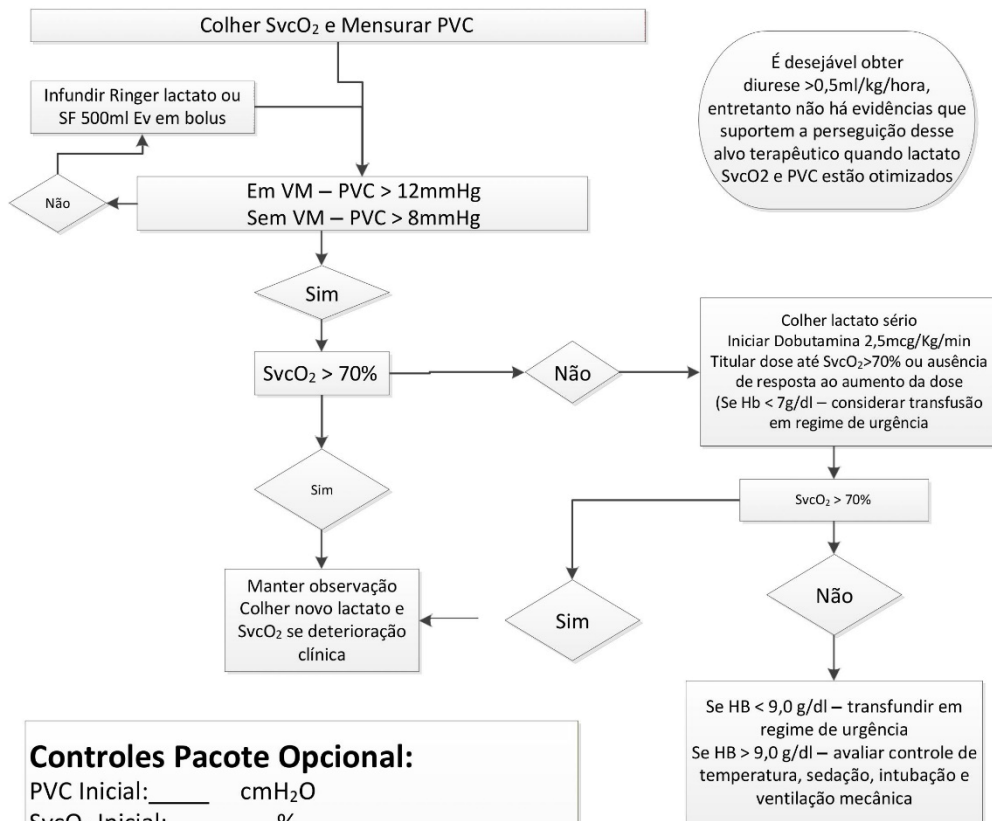 Colher SvcO₂ e Mensurar PVC
É desejável obter
diurese >0,5ml/kg/hora,
entretanto não há evidências que
suportem a perseguição desse
alvo terapêutico quando lactato
SvcO2 e PVC estão otimizados
Infundir Ringer lactato ou
SF 500ml Ev em bolus
Não
Em VM – PVC > 12mmHg
Sem VM – PVC > 8mmHg
Sim
SvcO₂ > 70%
Não
Colher lactato sério
Iniciar Dobutamina 2,5mcg/Kg/min
Titular dose até SvcO₂>70% ou ausência
de resposta ao aumento da dose
(Se Hb < 7g/dl – considerar transfusão
em regime de urgência
Sim
SvcO₂ > 70%
Manter observação
Colher novo lactato e
SvcO₂ se deterioração
clínica
Sim
Não
Se HB < 9,0 g/dl – transfundir em
regime de urgência
Se HB > 9,0 g/dl – avaliar controle de
temperatura, sedação, intubação e
ventilação mecânica
Controles Pacote Opcional:
PVC Inicial:_____ cmH₂O
SvcO₂ Inicial:_________%